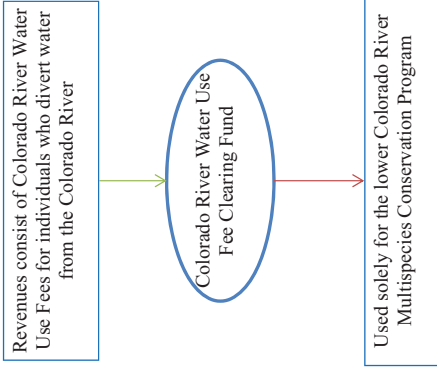 Revenues consist of Colorado River Water
Use Fees for individuals who divert water
from the Colorado River
Colorado River Water Use
Fee Clearing Fund
Used solely for the lower Colorado River
Multispecies Conservation Program